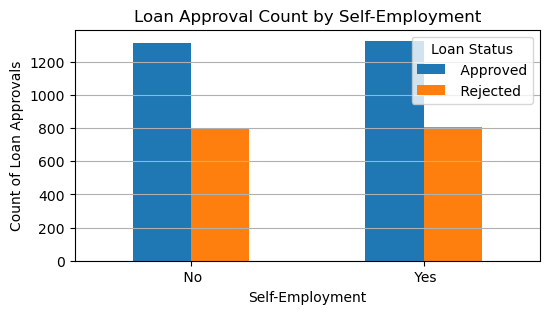 Loan Approval Count by Self-Employment
Loan Status
Approved
Rejected
Count of Loan Approvals
1200
1000
800
600
400
200
0
No
Yes
Self-Employment